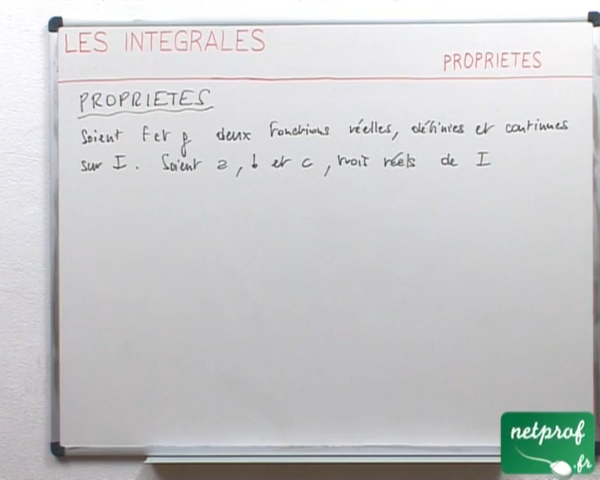 LES INTEGRALES
PROPRIETES
PROPRIETES
Soient f et g deux fonctions réelles, définies et continues
sur I. Soient a, b et c, trois réels de I
netprof
.fr